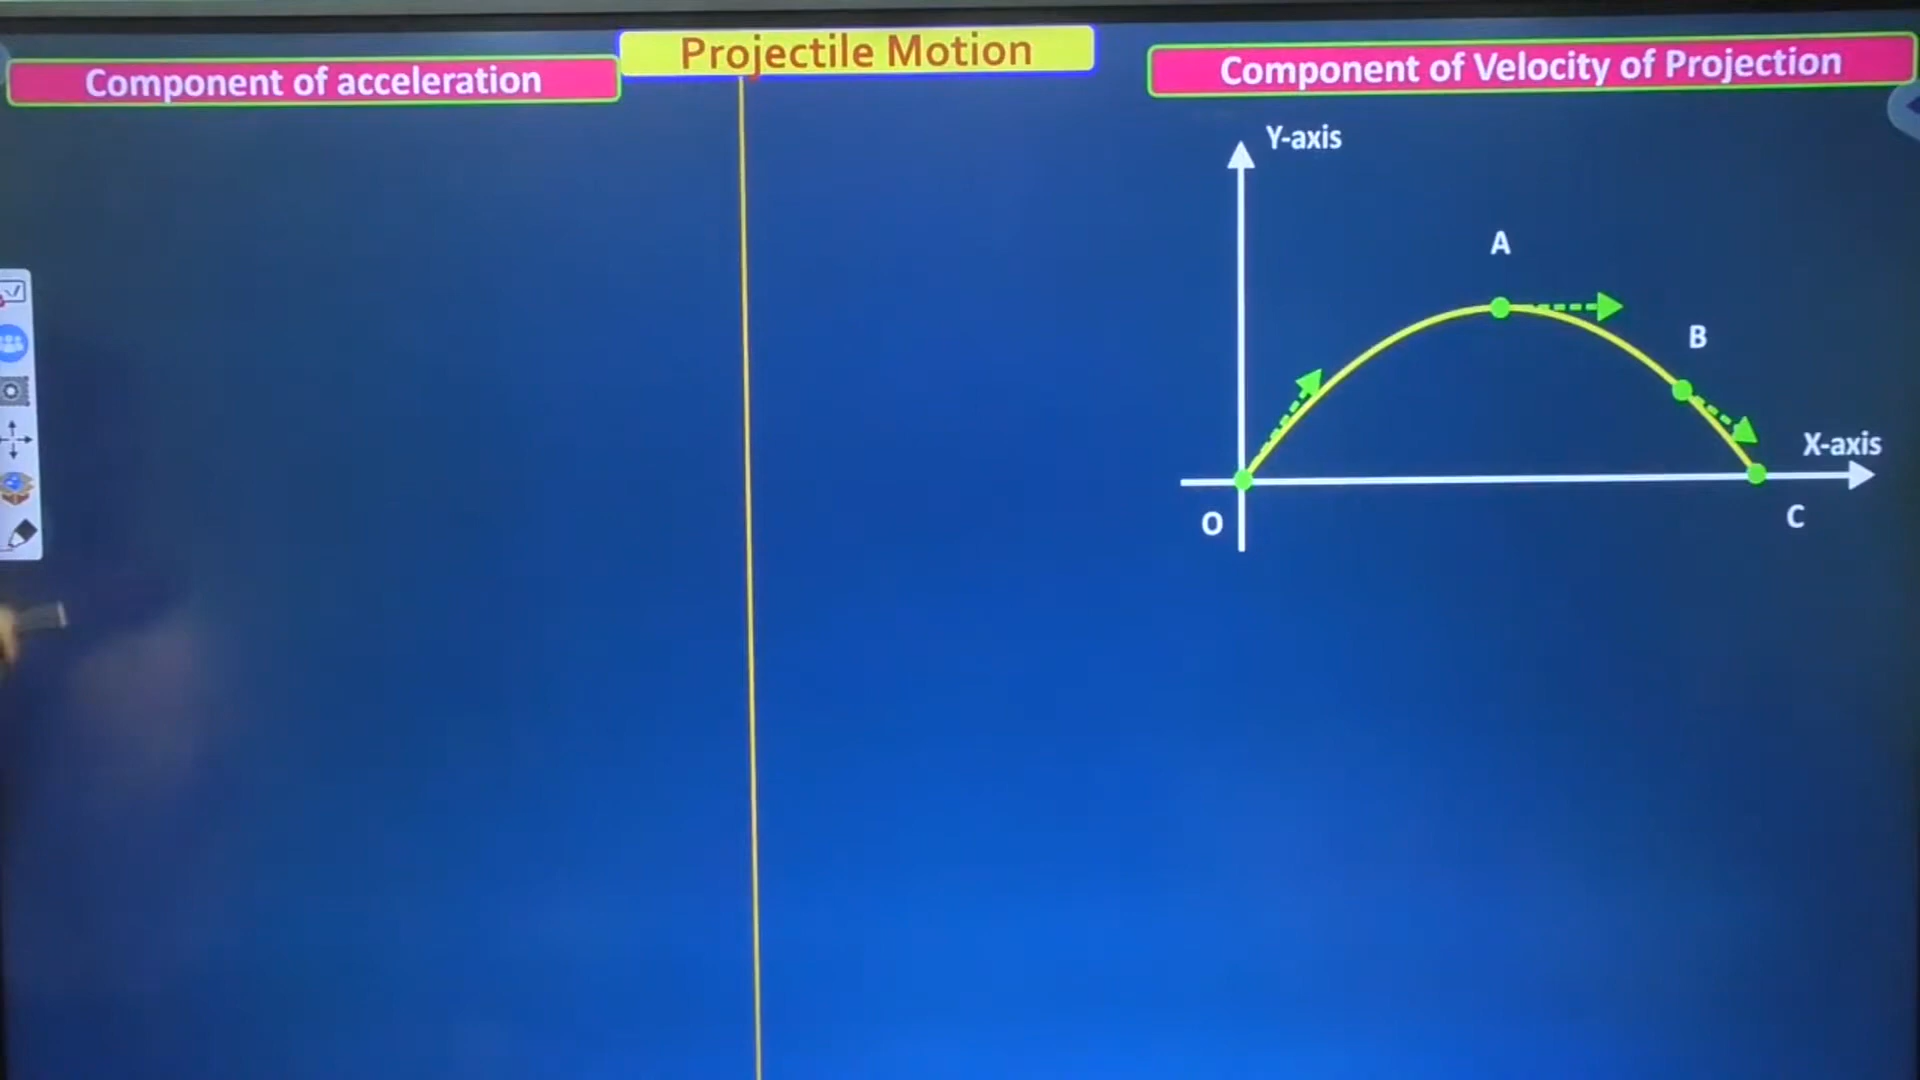 Projectile Motion
Component of acceleration
Component of Velocity of Projection
Y-axis
A
B
X-axis
O
C